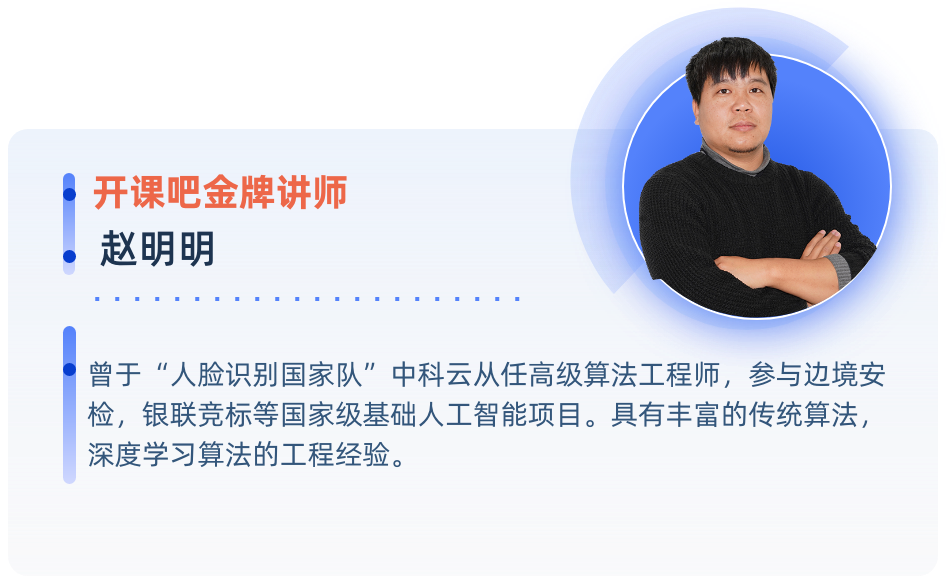 开课吧金牌讲师
赵明明
曾于“人脸识别国家队”中科云从任高级算法工程师，参与边境安
检，银联竞标等国家级基础人工智能项目。具有丰富的传统算法，
深度学习算法的工程经验。